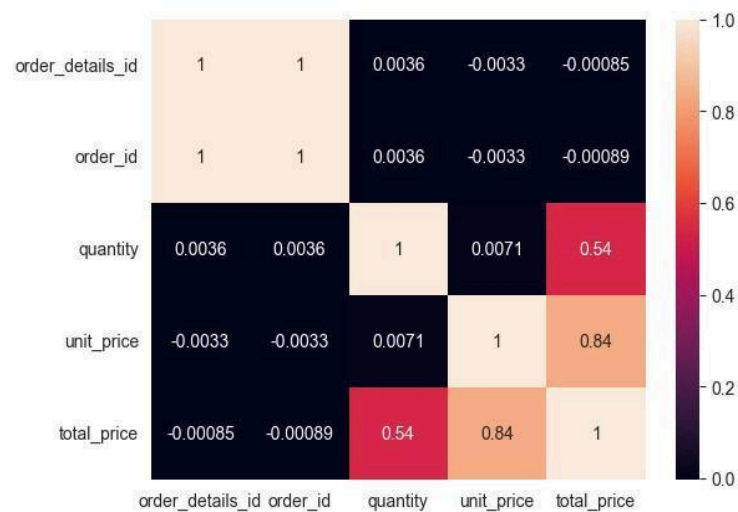 order_details_id 1 1 0.0036 -0.0033 -0.00085
order_id 1 1 0.0036 -0.0033 -0.00089
quantity 0.0036 0.0036 1 0.0071 0.54
unit_price -0.0033 -0.0033 0.0071 1 0.84
total_price -0.00085 -0.00089 0.54 0.84 1
order_details_id order_id quantity unit_price total_price
1.0
0.8
0.6
0.4
0.2
0.0